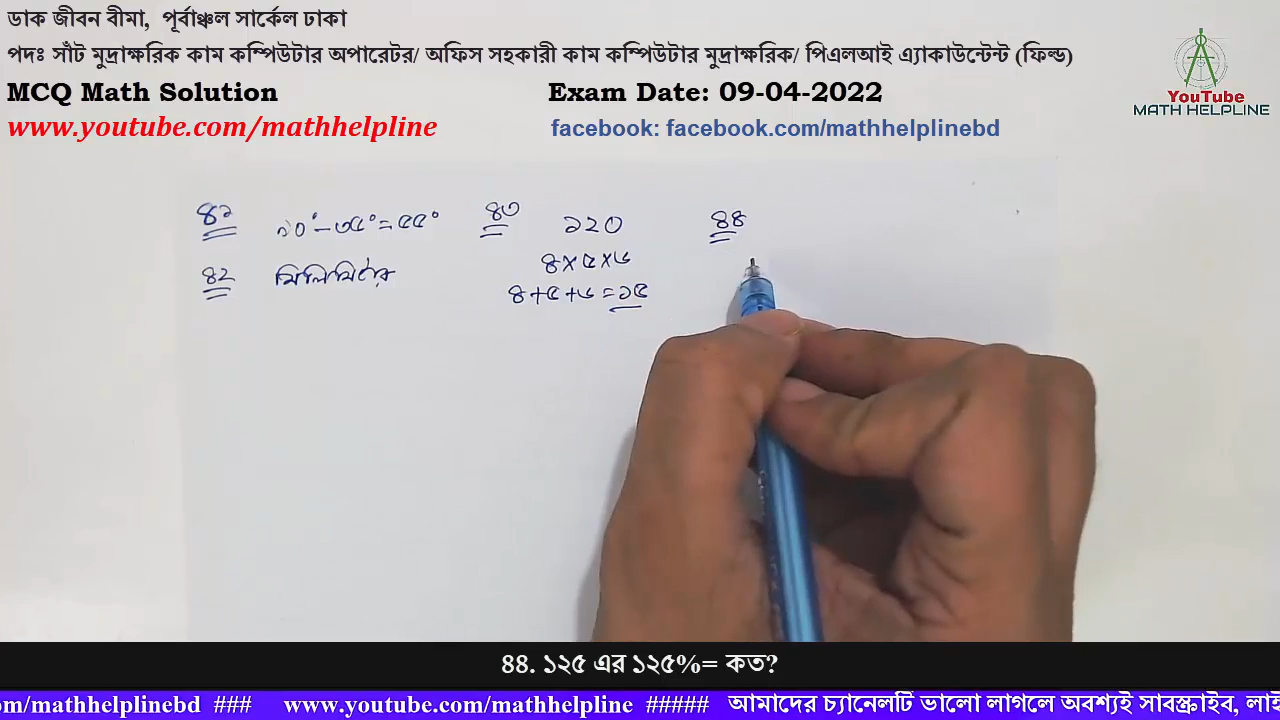 ডাক জীবন বীমা, পূর্বাঞ্চল সার্কেল ঢাকা
পদঃ সাঁট মুদ্রাক্ষরিক কাম কম্পিউটার অপারেটর/ অফিস সহকারী কাম কম্পিউটার মুদ্রাক্ষরিক/ পিএলআই এ্যাকাউন্টেন্ট (ফিল্ড)
MCQ Math Solution
Exam Date: 09-04-2022
www.youtube.com/mathhelpline
facebook: facebook.com/mathhelplinebd
YouTube
MATH HELPLINE
৪১ ৯০° − ৩৫° = ৫৫°
৪২ মিলিমিটার
৪৩ ১২০
৪×৫×৬
৪+৫+৬ = ১৫
৪৪
৪৪. ১২৫ এর ১২৫%= কত?
om/mathhelplinebd ### www.youtube.com/mathhelpline ##### আমাদের চ্যানেলটি ভালো লাগলে অবশ্যই সাবস্ক্রাইব, লাই